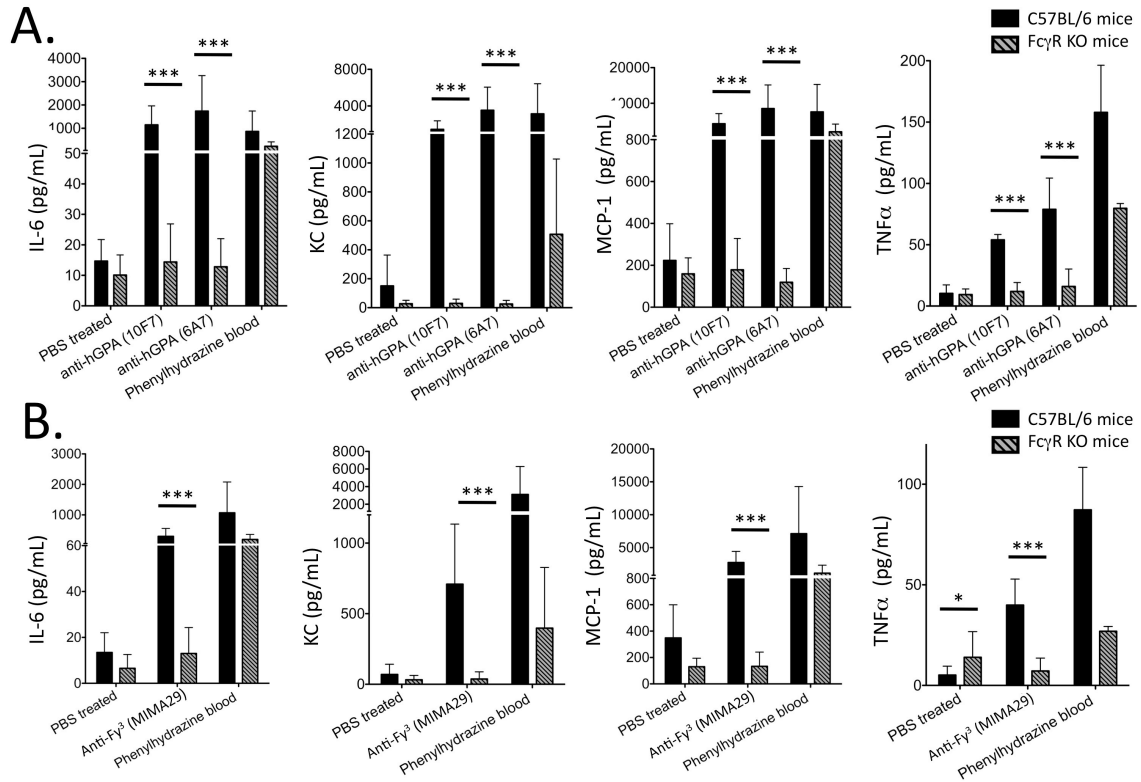 A.
C57BL/6 mice
FcγR KO mice
***
***
IL-6 (pg/mL)
4000
3000
2000
1000
50
40
30
20
10
0
PBS treated
anti-hGPA (10F7)
anti-hGPA (6A7)
Phenylhydrazine blood
***
***
KC (pg/mL)
8000
4000
1200
1000
800
600
400
200
0
PBS treated
anti-hGPA (10F7)
anti-hGPA (6A7)
Phenylhydrazine blood
***
***
MCP-1 (pg/mL)
20000
800
600
400
200
0
PBS treated
anti-hGPA (10F7)
anti-hGPA (6A7)
Phenylhydrazine blood
***
***
TNFα (pg/mL)
200
150
100
50
0
PBS treated
anti-hGPA (10F7)
anti-hGPA (6A7)
Phenylhydrazine blood
B.
C57BL/6 mice
FcγR KO mice
***
IL-6 (pg/mL)
3000
2000
1000
60
40
20
0
PBS treated
Anti-Fy³ (MIMA29)
Phenylhydrazine blood
***
KC (pg/mL)
8000
6000
4000
2000
1000
500
0
PBS treated
Anti-Fy³ (MIMA29)
Phenylhydrazine blood
***
MCP-1 (pg/mL)
20000
15000
10000
5000
800
600
400
200
0
PBS treated
Anti-Fy³ (MIMA29)
Phenylhydrazine blood
*
***
TNFα (pg/mL)
100
50
0
PBS treated
Anti-Fy³ (MIMA29)
Phenylhydrazine blood